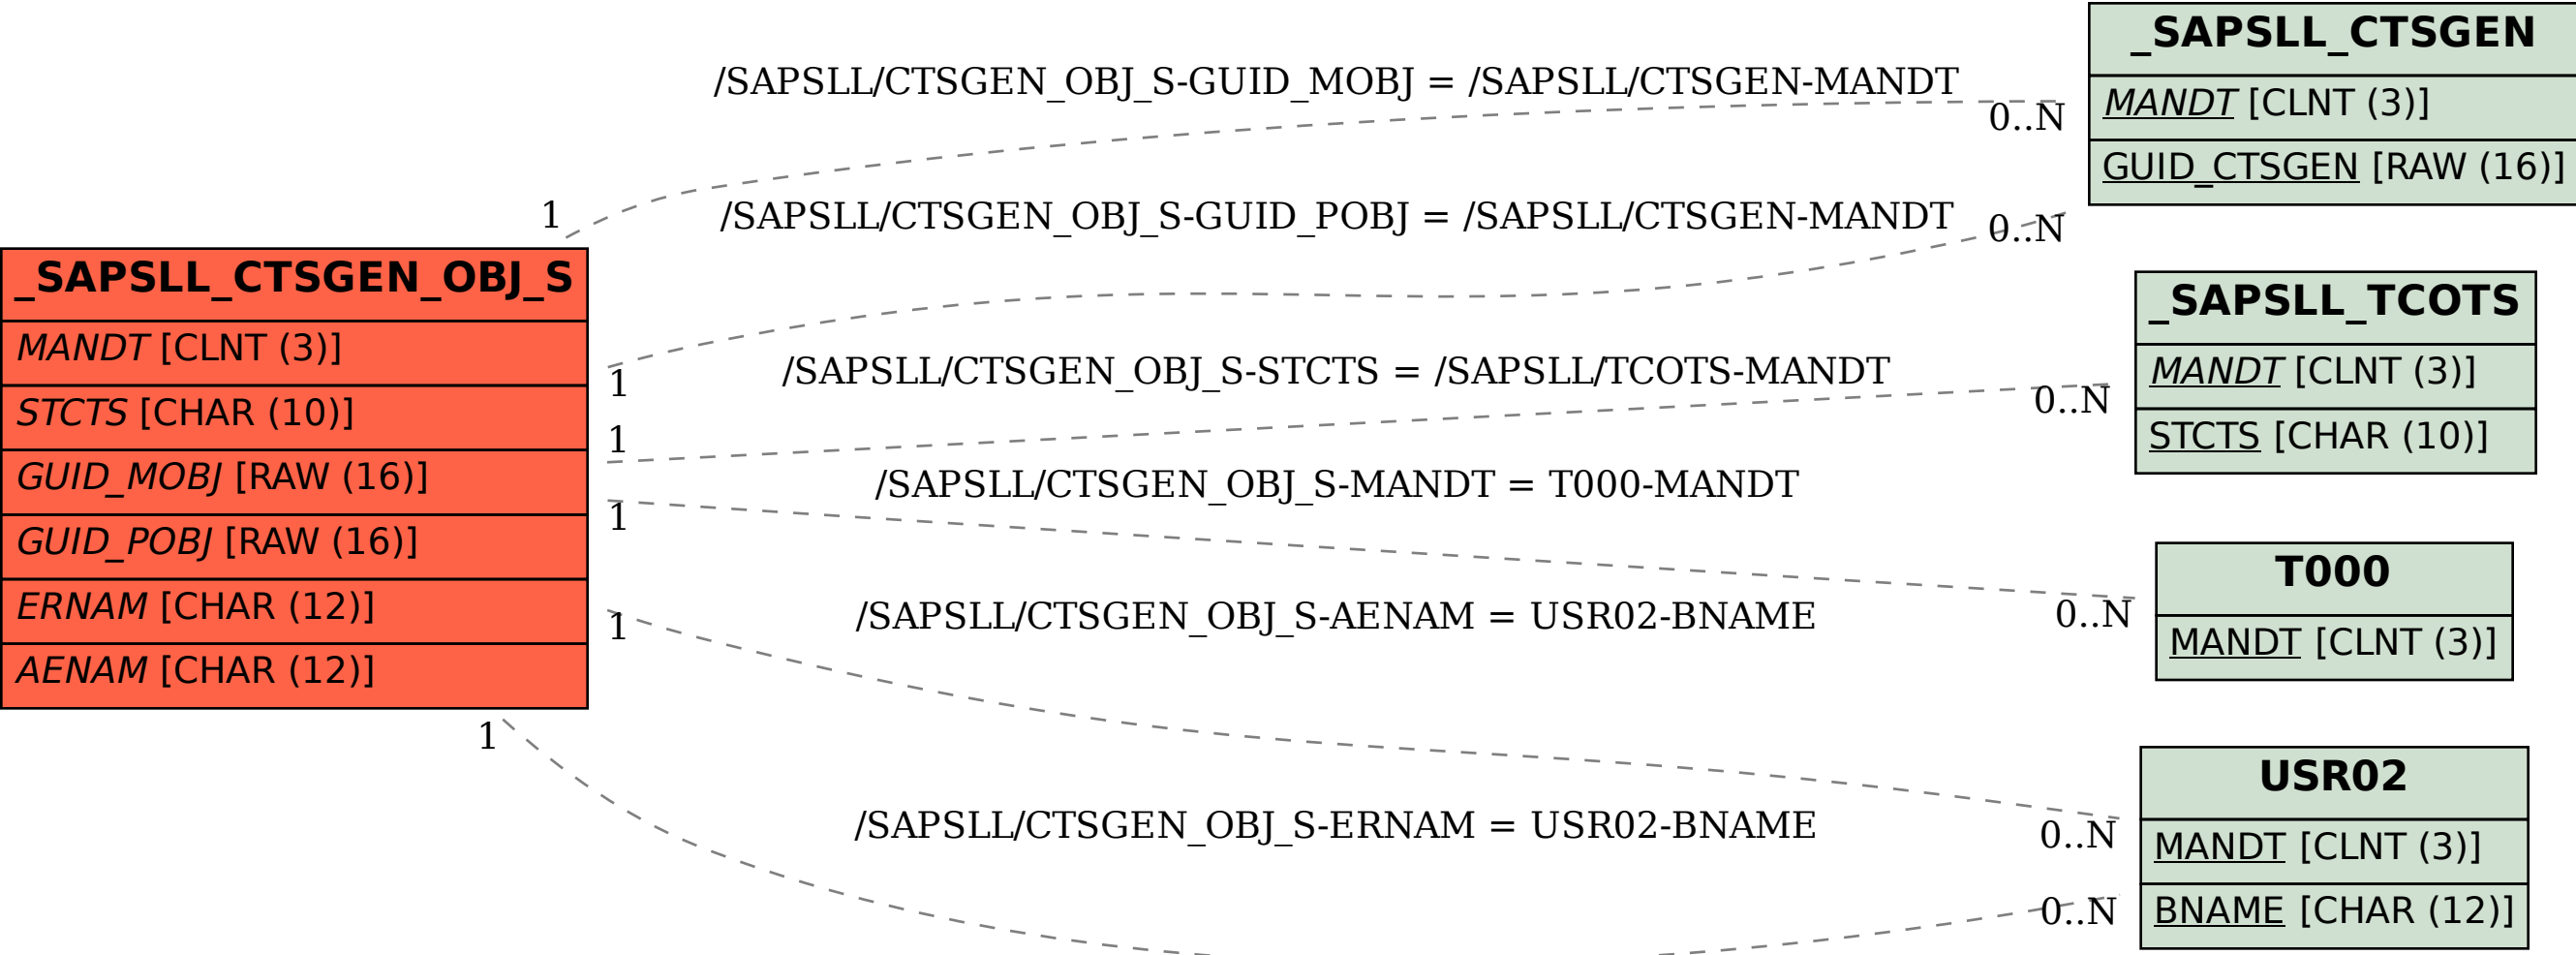 _SAPSLL_CTSGEN_OBJ_S
MANDT [CLNT (3)]
STCTS [CHAR (10)]
GUID_MOBJ [RAW (16)]
GUID_POBJ [RAW (16)]
ERNAM [CHAR (12)]
AENAM [CHAR (12)]
/SAPSLL/CTSGEN_OBJ_S-GUID_MOBJ = /SAPSLL/CTSGEN-MANDT
1
0..N
/SAPSLL/CTSGEN_OBJ_S-GUID_POBJ = /SAPSLL/CTSGEN-MANDT
1
0..N
/SAPSLL/CTSGEN_OBJ_S-STCTS = /SAPSLL/TCOTS-MANDT
1
0..N
/SAPSLL/CTSGEN_OBJ_S-MANDT = T000-MANDT
1
0..N
/SAPSLL/CTSGEN_OBJ_S-AENAM = USR02-BNAME
1
0..N
/SAPSLL/CTSGEN_OBJ_S-ERNAM = USR02-BNAME
1
0..N
_SAPSLL_CTSGEN
MANDT [CLNT (3)]
GUID_CTSGEN [RAW (16)]
_SAPSLL_TCOTS
MANDT [CLNT (3)]
STCTS [CHAR (10)]
T000
MANDT [CLNT (3)]
USR02
MANDT [CLNT (3)]
BNAME [CHAR (12)]